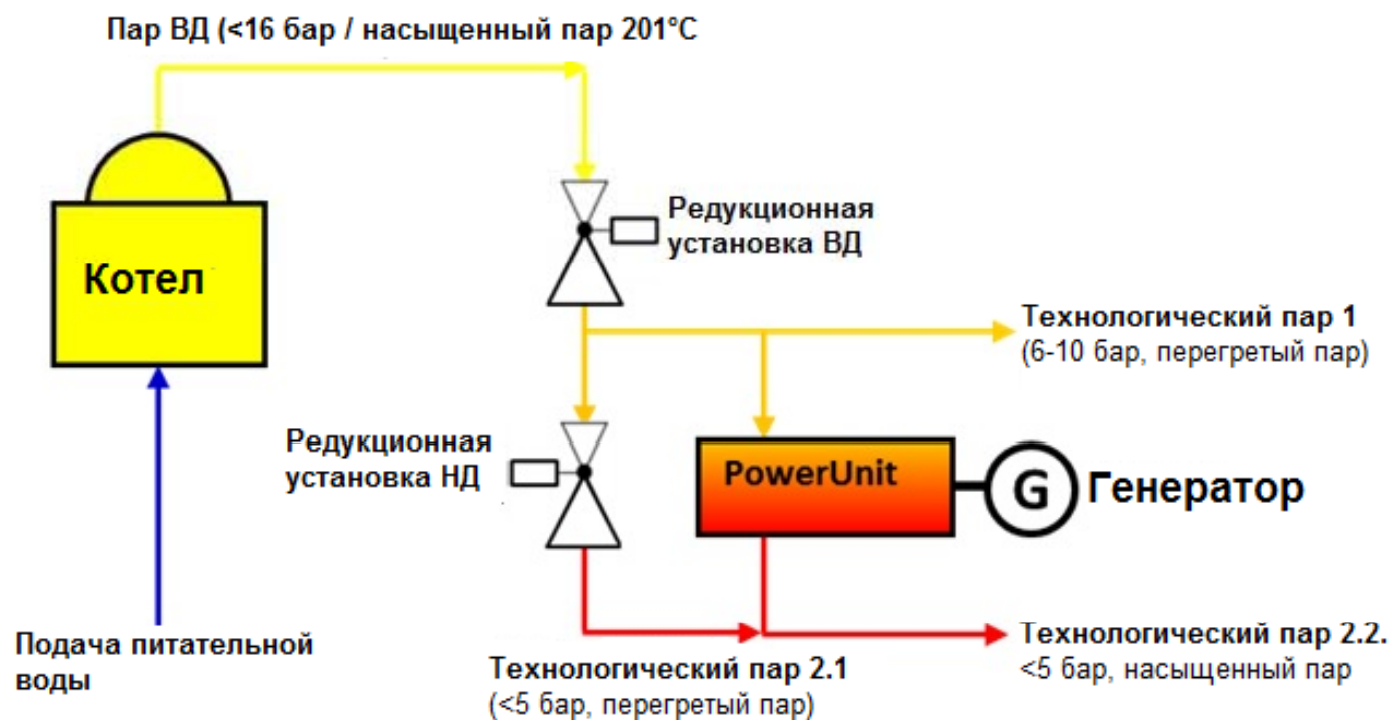 Пар ВД (<16 бар / насыщенный пар 201°C
Редукционная
установка ВД
Котел
Технологический пар 1
(6-10 бар, перегретый пар)
Редукционная
установка НД
PowerUnit
G
Генератор
Подача питательной
воды
Технологический пар 2.1
(<5 бар, перегретый пар)
Технологический пар 2.2.
<5 бар, насыщенный пар